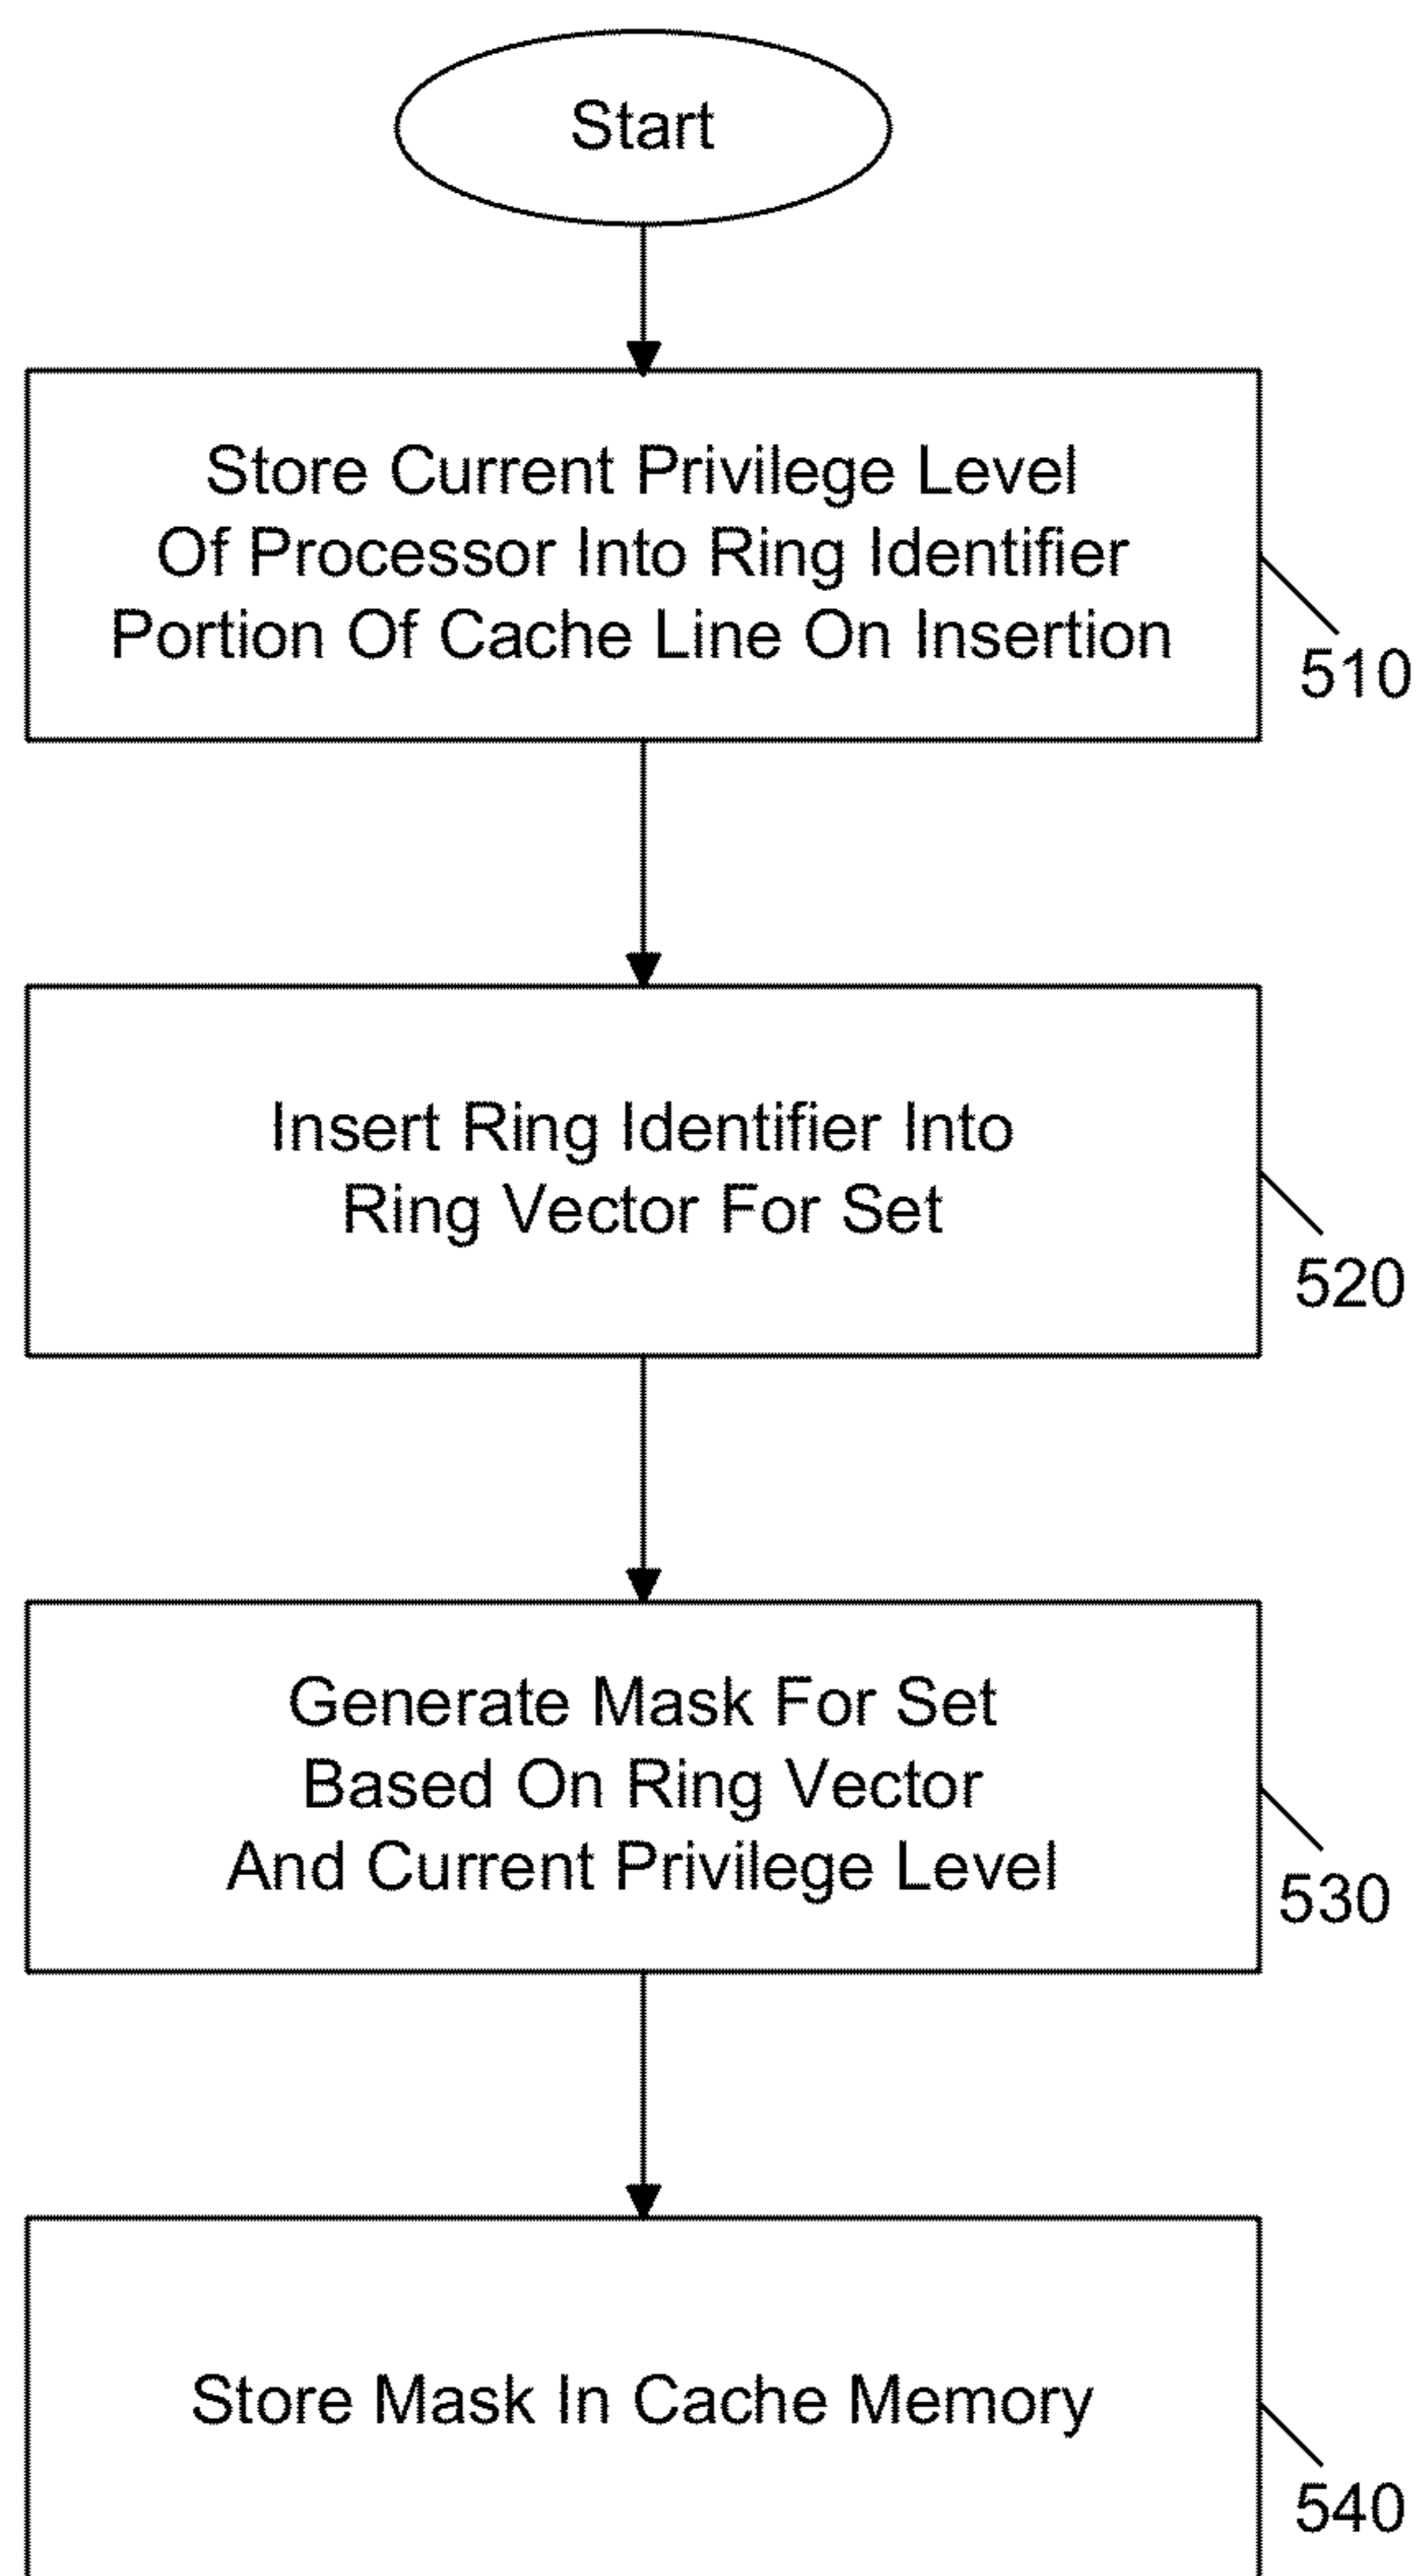 Start
Store Current Privilege Level
Of Processor Into Ring Identifier
Portion Of Cache Line On Insertion
510
Insert Ring Identifier Into
Ring Vector For Set
520
Generate Mask For Set
Based On Ring Vector
And Current Privilege Level
530
Store Mask In Cache Memory
540